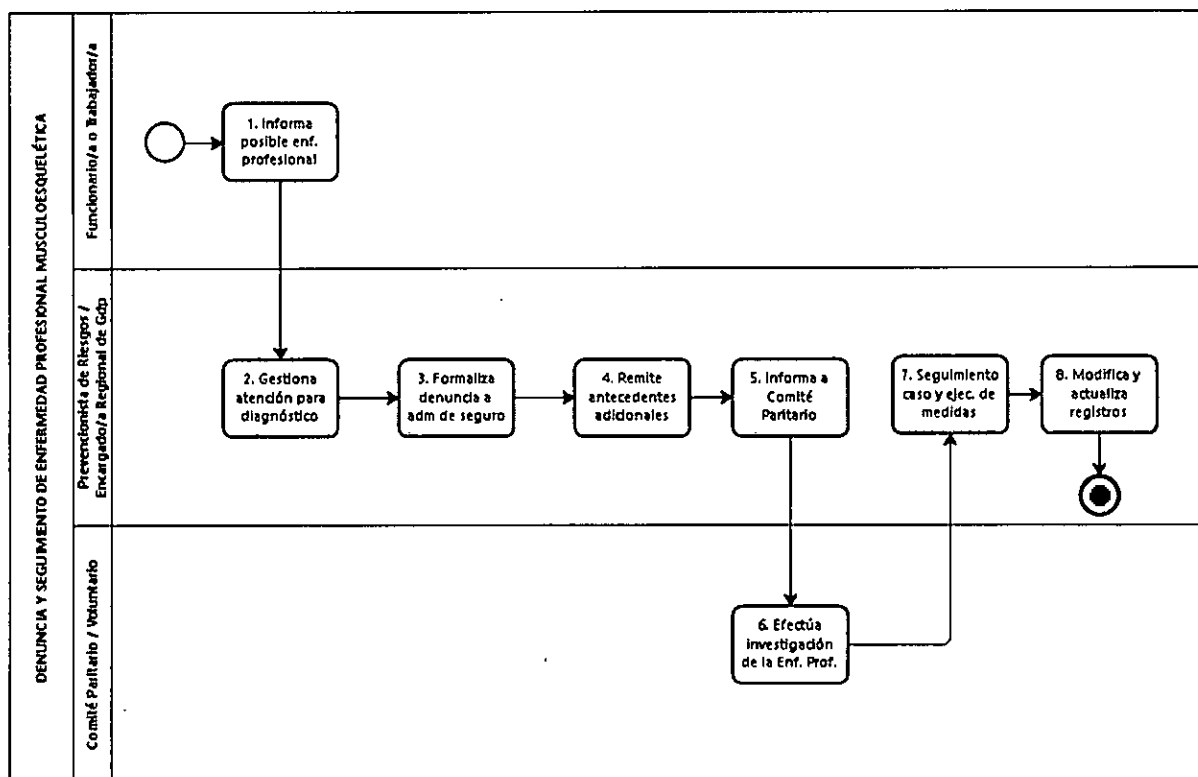 DENUNCIA Y SEGUIMIENTO DE ENFERMEDAD PROFESIONAL MUSCULOESQUELÉTICA
Funcionario/a o Trabajador/a
1. Informa
posible enf.
profesional
Prevencionista de Riesgos /
Encargado/a Regional de Gdp
2. Gestiona
atención para
diagnóstico
3. Formaliza
denuncia a
adm de seguro
4. Remite
antecedentes
adicionales
5. Informa a
Comité
Paritario
7. Seguimiento
caso y ejec. de
medidas
8. Modifica y
actualiza
registros
Comité Paritario / Voluntario
6. Efectúa
investigación
de la Enf. Prof.